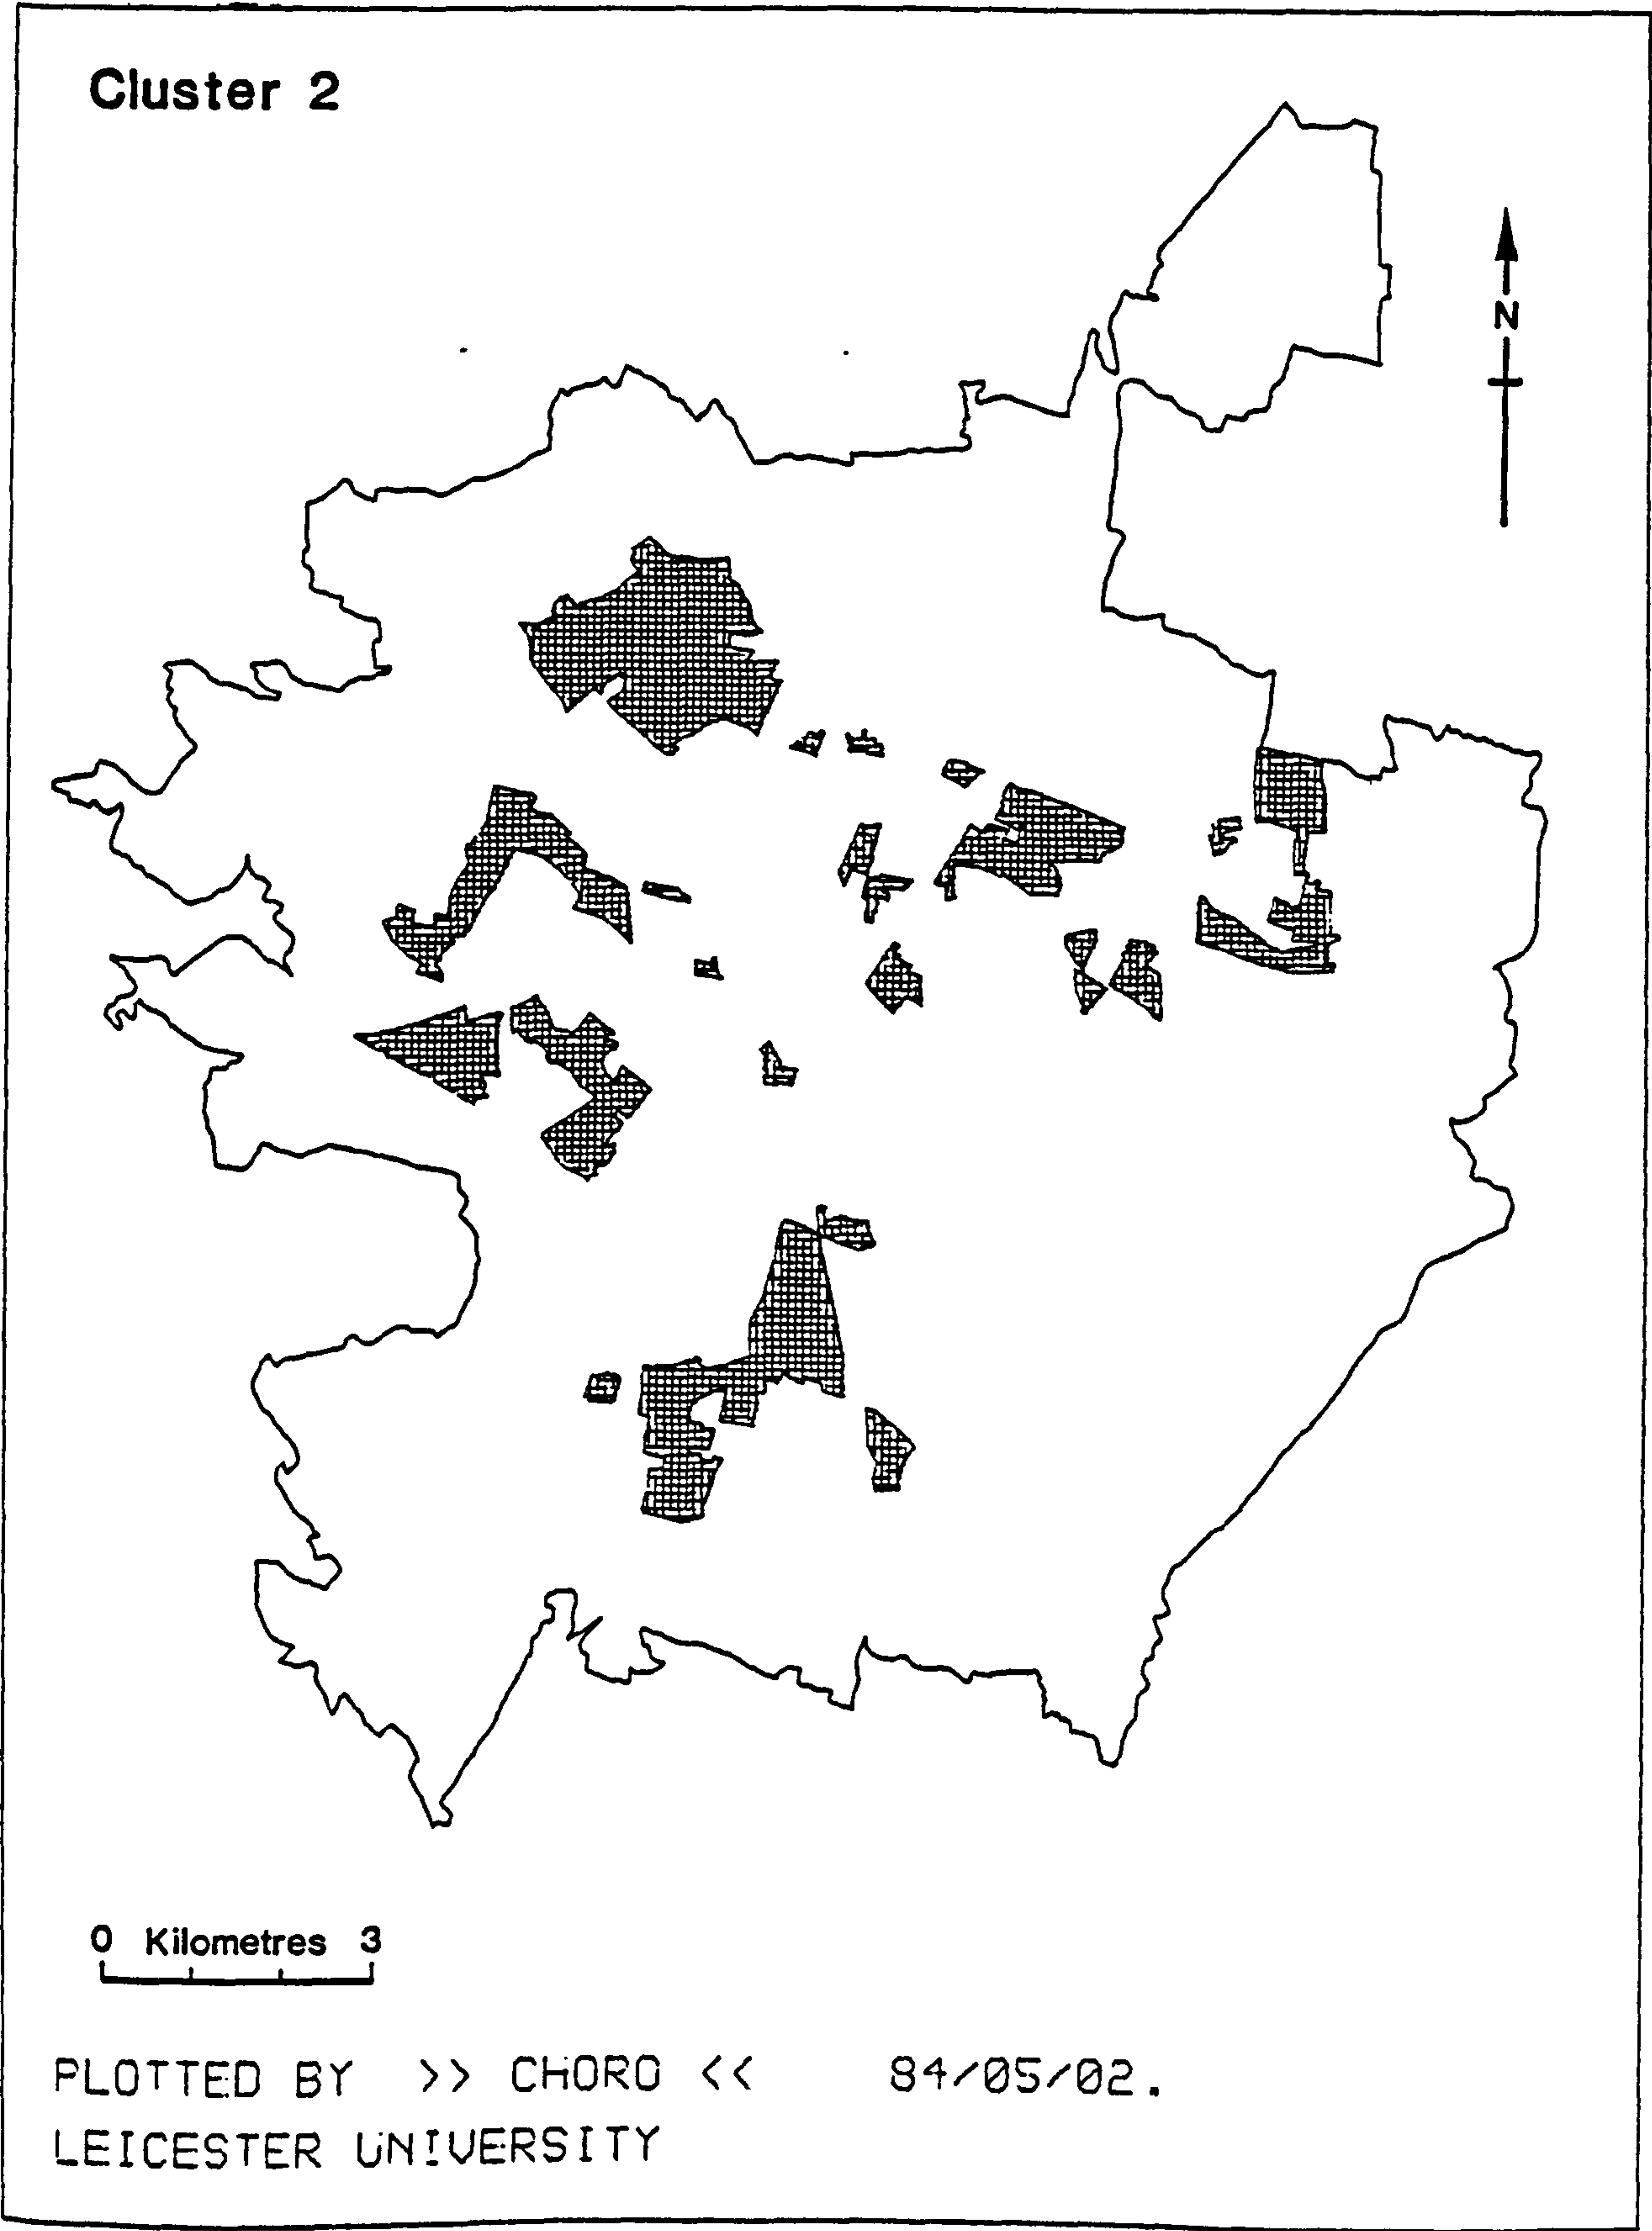 Cluster 2
N
0 Kilometres 3
PLOTTED BY >> CHORO << 84/05/02.
LEICESTER UNIVERSITY